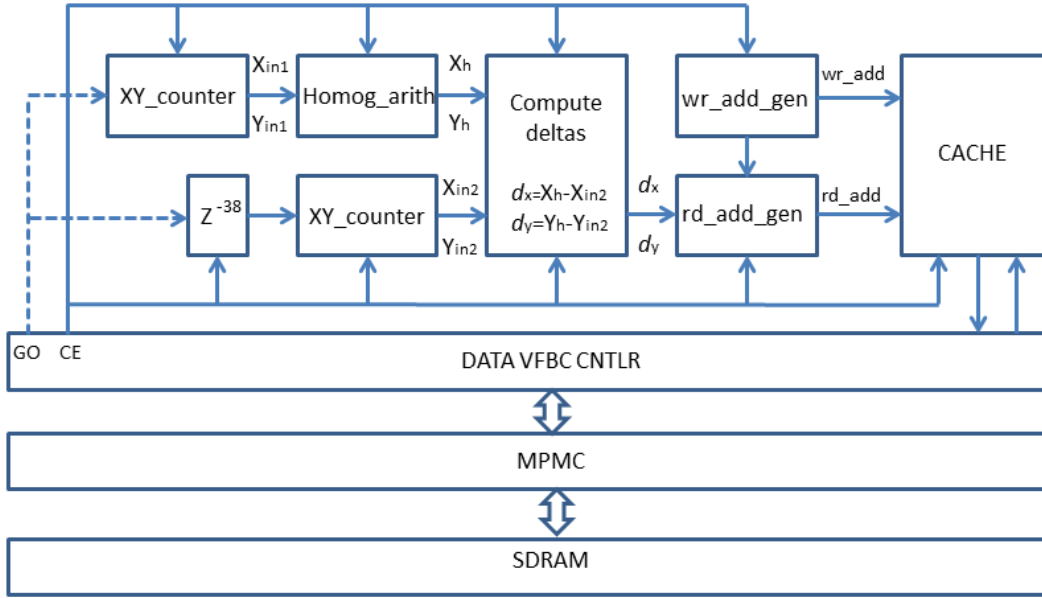 XY_counter
Xin1
Yin1
Homog_arith
Xh
Yh
Compute
deltas
dx=Xh-Xin2
dy=Yh-Yin2
wr_add_gen
wr_add
CACHE
Z-38
XY_counter
Xin2
Yin2
dx
dy
rd_add_gen
rd_add
GO
CE
DATA VFBC CNTLR
MPMC
SDRAM